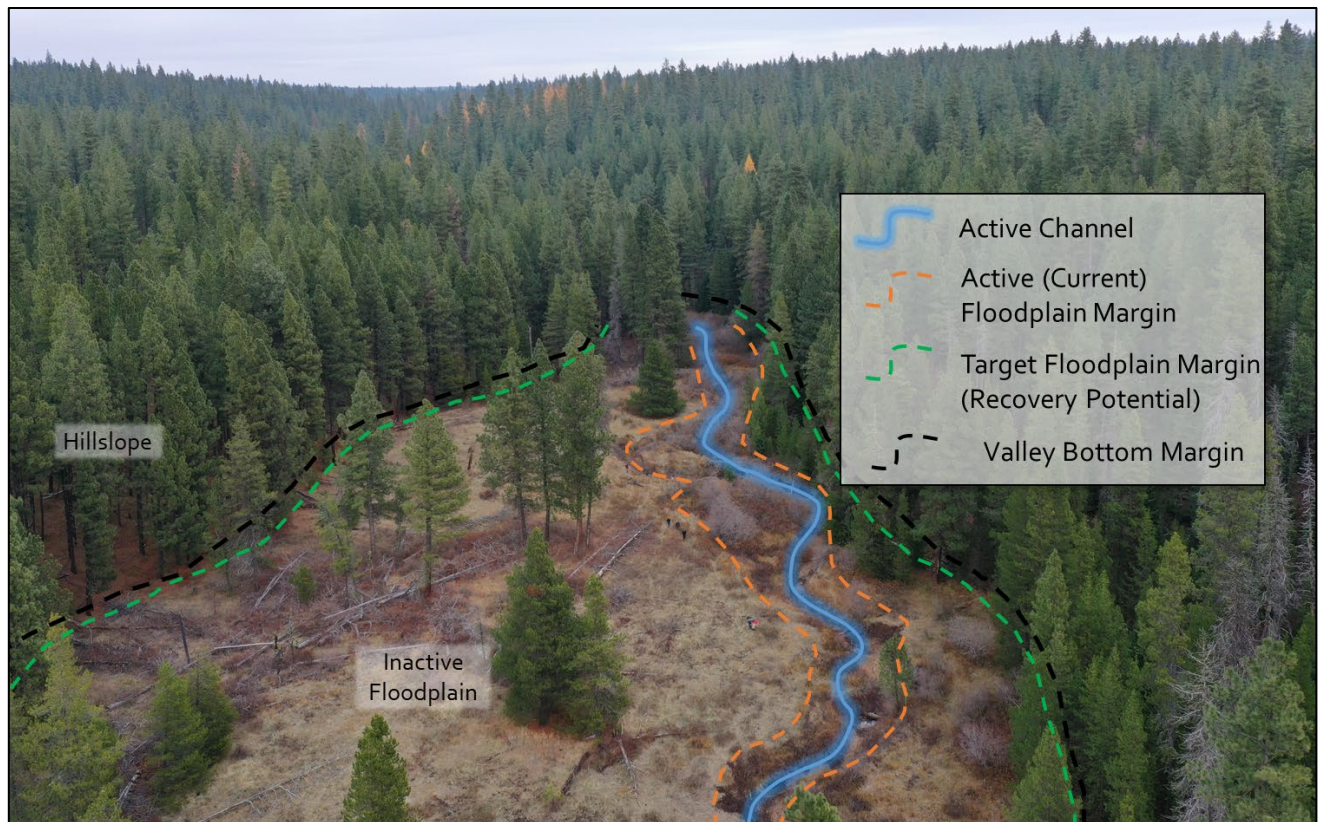 Active Channel
Active (Current)
Floodplain Margin
Target Floodplain Margin
(Recovery Potential)
Valley Bottom Margin
Hillslope
Inactive
Floodplain